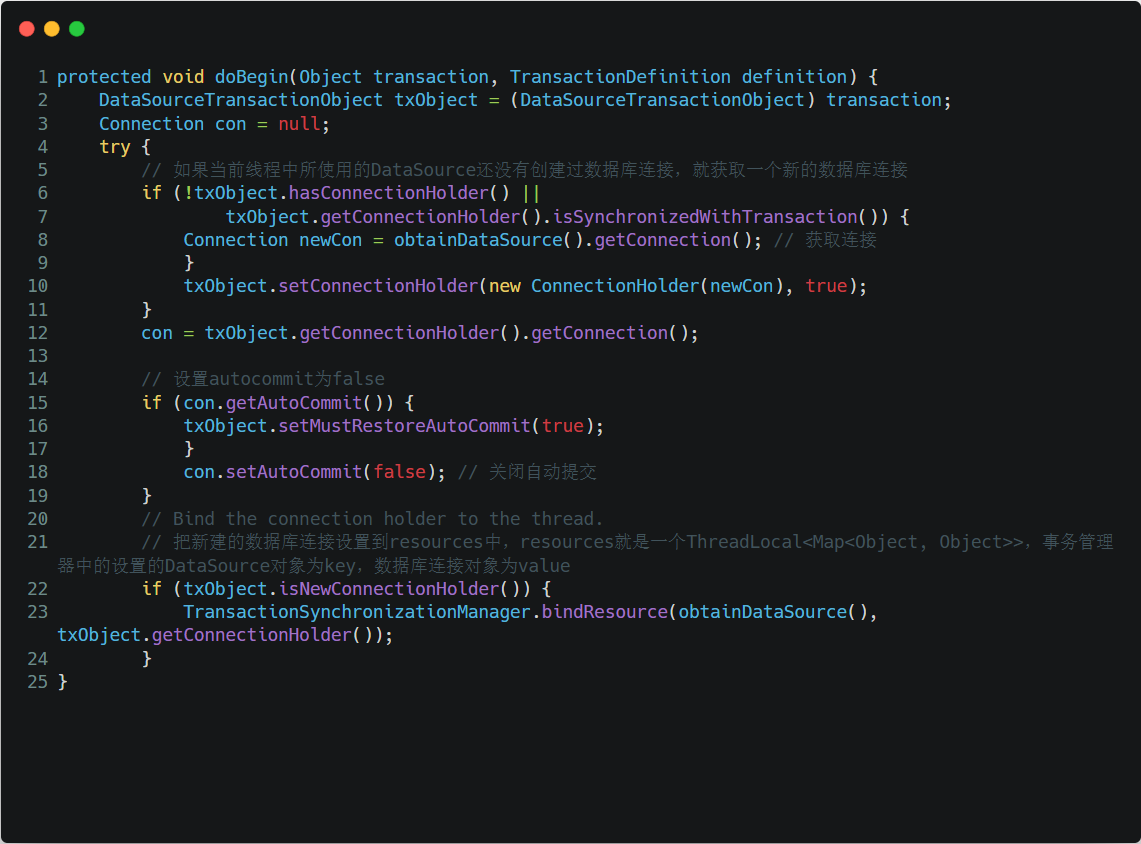 1 protected void doBegin(Object transaction, TransactionDefinition definition) {
2     DataSourceTransactionObject txObject = (DataSourceTransactionObject) transaction;
3     Connection con = null;
4     try {
5         // 如果当前线程中所使用的DataSource还没有创建过数据库连接，就获取一个新的数据库连接
6         if (!txObject.hasConnectionHolder() ||
7                 txObject.getConnectionHolder().isSynchronizedWithTransaction()) {
8             Connection newCon = obtainDataSource().getConnection(); // 获取连接
9             }
10             txObject.setConnectionHolder(new ConnectionHolder(newCon), true);
11         }
12         con = txObject.getConnectionHolder().getConnection();
13
14         // 设置autocommit为false
15         if (con.getAutoCommit()) {
16             txObject.setMustRestoreAutoCommit(true);
17             }
18             con.setAutoCommit(false); // 关闭自动提交
19         }
20         // Bind the connection holder to the thread.
21         // 把新建的数据库连接设置到resources中，resources就是一个ThreadLocal<Map<Object, Object>>，事务管理
器中的设置的DataSource对象为key，数据库连接对象为value
22         if (txObject.isNewConnectionHolder()) {
23             TransactionSynchronizationManager.bindResource(obtainDataSource(),
txObject.getConnectionHolder());
24         }
25 }